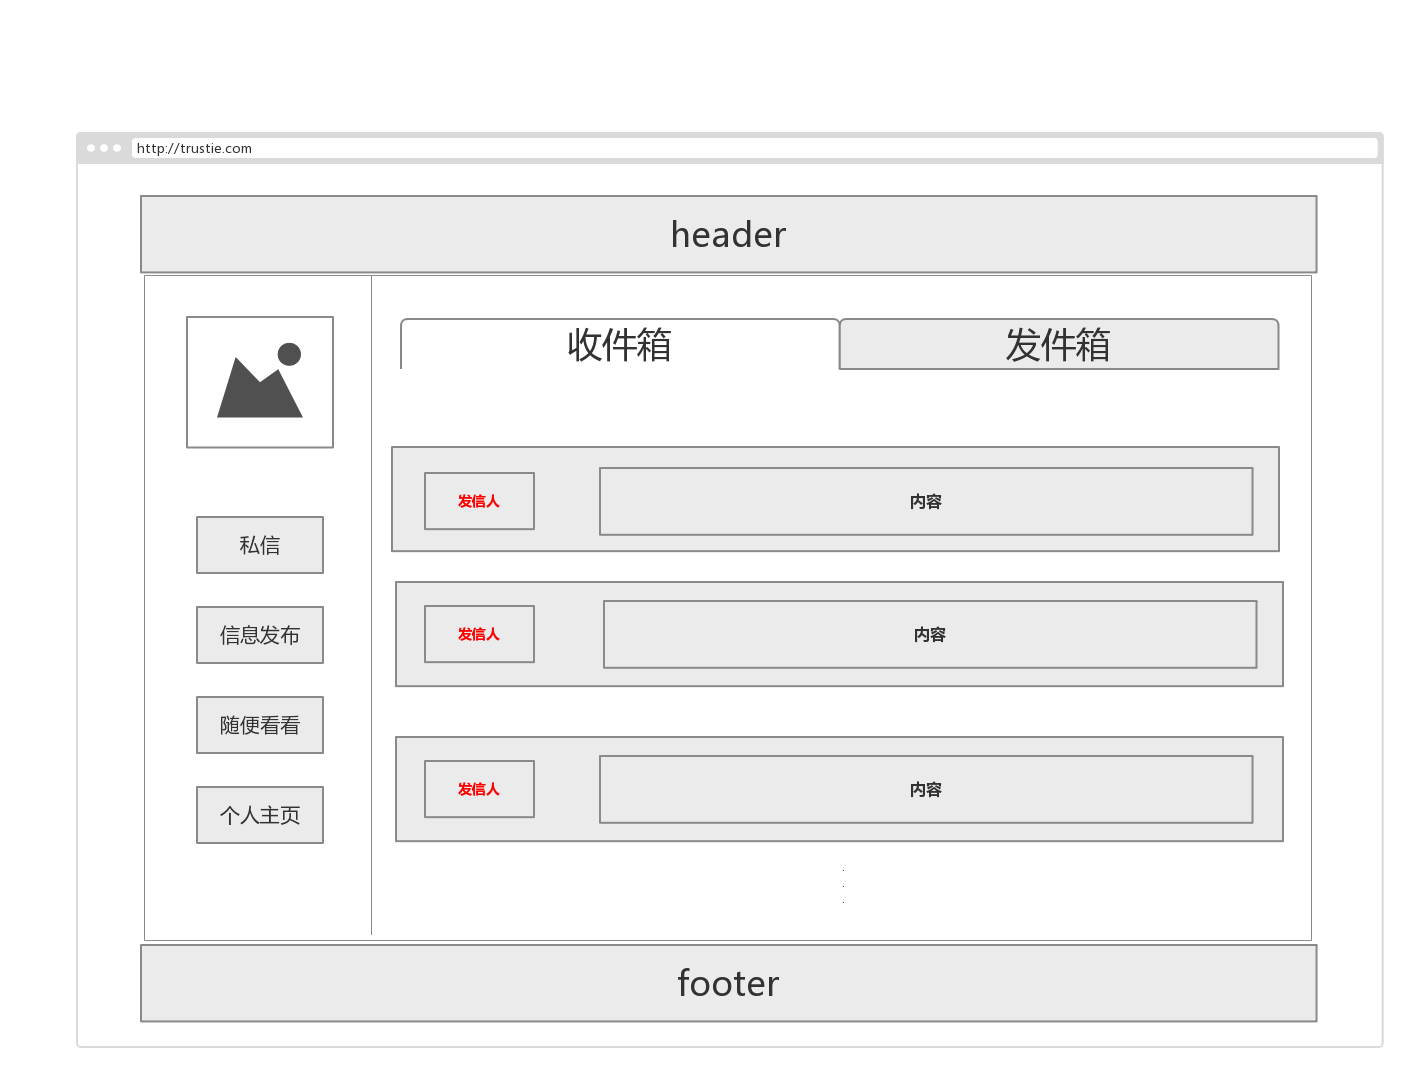 http://trustie.com
header
收件箱
发件箱
私信
信息发布
随便看看
个人主页
发信人
内容
发信人
内容
发信人
内容
.
.
.
footer